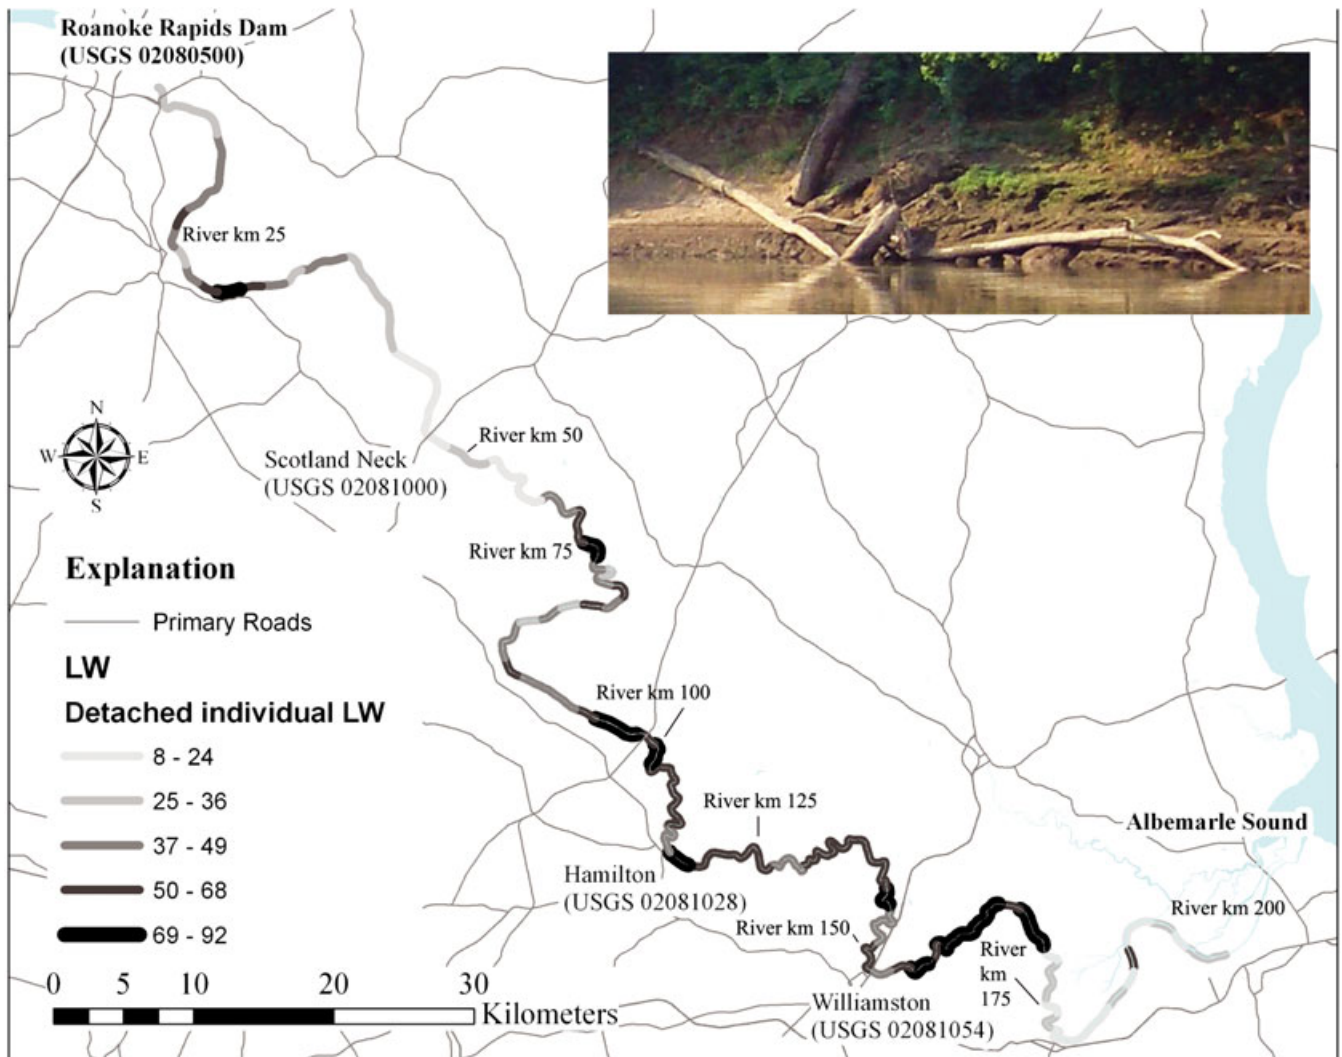 Roanoke Rapids Dam
(USGS 02080500)
River km 25
N
W
E
S
River km 50
Scotland Neck
(USGS 02081000)
River km 75
Explanation
Primary Roads
LW
Detached individual LW
8 - 24
25 - 36
37 - 49
50 - 68
69 - 92
0 5 10 20 30
Kilometers
River km 100
River km 125
Hamilton
(USGS 02081028)
River km 150
Williamston
(USGS 02081054)
River
km
175
Albemarle Sound
River km 200